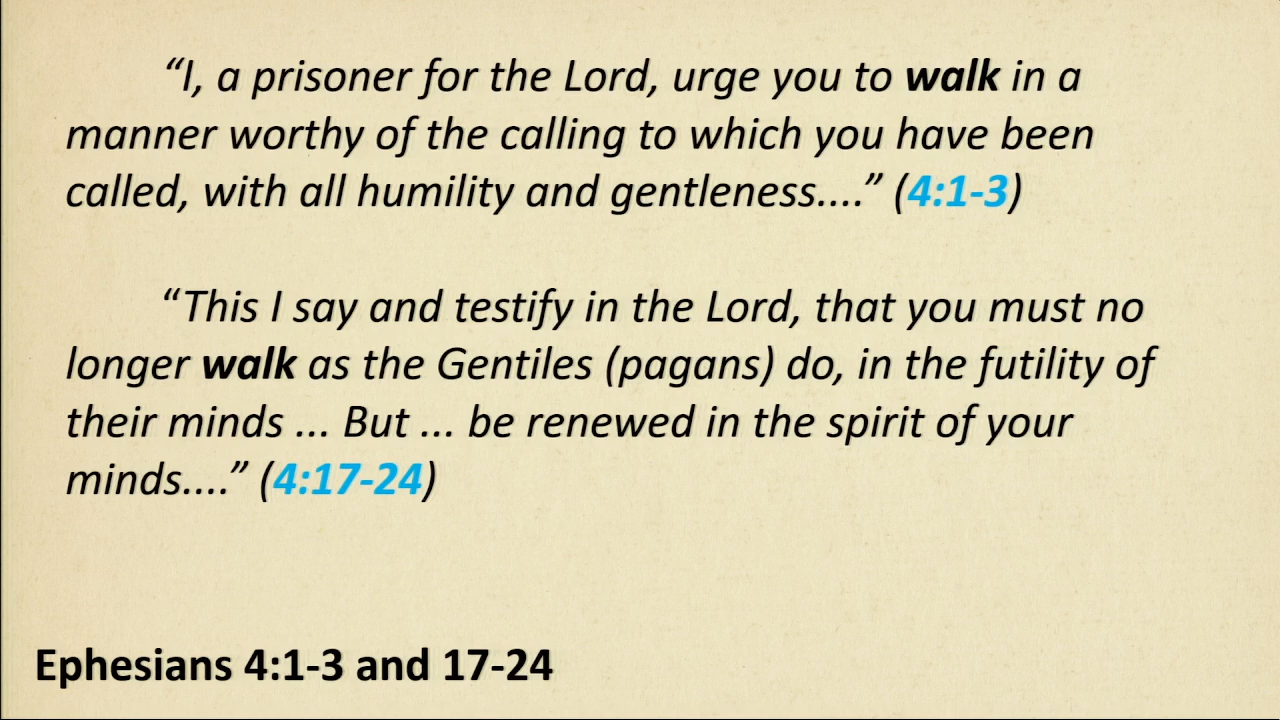 “I, a prisoner for the Lord, urge you to walk in a
manner worthy of the calling to which you have been
called, with all humility and gentleness....” (4:1-3)
“This I say and testify in the Lord, that you must no
longer walk as the Gentiles (pagans) do, in the futility of
their minds ... But ... be renewed in the spirit of your
minds....” (4:17-24)
Ephesians 4:1-3 and 17-24